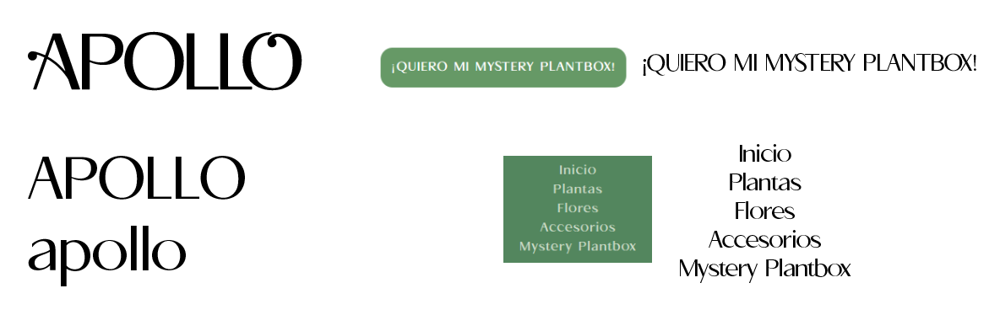 APOLLO
¡QUIERO MI MYSTERY PLANTBOX!
¡QUIERO MI MYSTERY PLANTBOX!
APOLLO
apollo
Inicio
Plantas
Flores
Accesorios
Mystery Plantbox
Inicio
Plantas
Flores
Accesorios
Mystery Plantbox